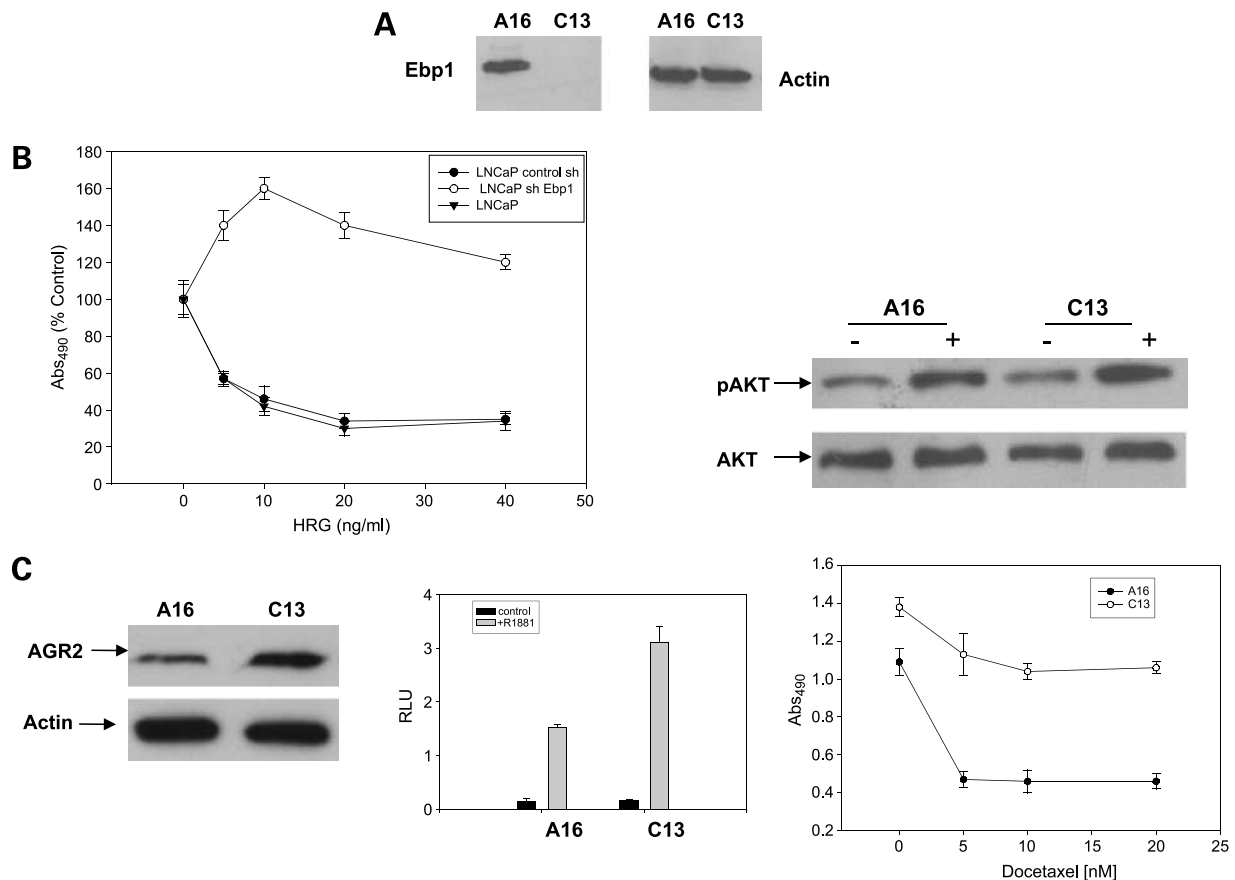 A
A16 C13
A16 C13
Ebp1
Actin
B
180
160
140
120
100
80
60
40
20
0
Abs490 (% Control)
LNCaP control sh
LNCaP sh Ebp1
LNCaP
0 10 20 30 40 50
HRG (ng/ml)
A16 C13
- + - +
pAKT
AKT
C
A16 C13
AGR2
Actin
4
3
2
1
0
RLU
control
+R1881
A16 C13
1.6
1.4
1.2
1.0
0.8
0.6
0.4
0.2
Abs490
A16
C13
0 5 10 15 20 25
Docetaxel [nM]